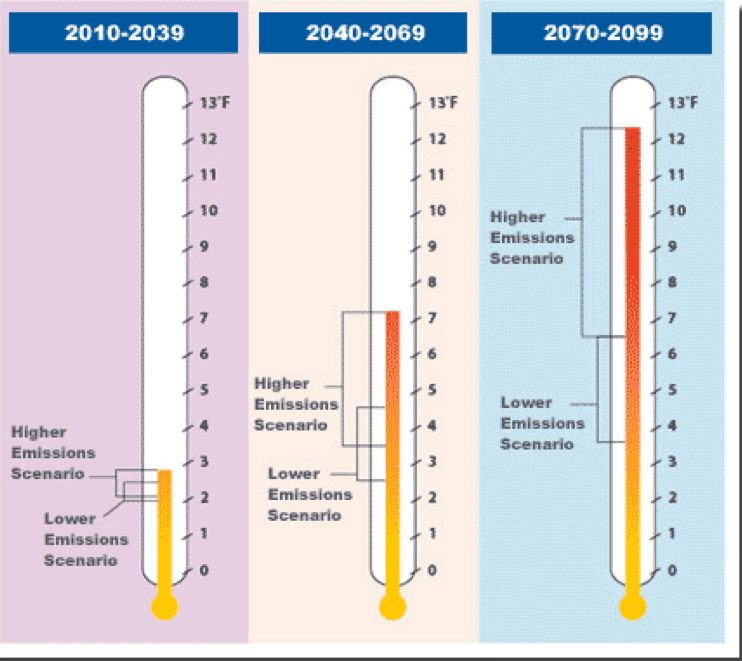 2010-2039
13°F
12
11
10
9
8
7
6
5
4
3
2
1
0
Higher
Emissions
Scenario
Lower
Emissions
Scenario
2040-2069
13°F
12
11
10
9
8
7
6
5
4
3
2
1
0
Higher
Emissions
Scenario
Lower
Emissions
Scenario
2070-2099
13°F
12
11
10
9
8
7
6
5
4
3
2
1
0
Higher
Emissions
Scenario
Lower
Emissions
Scenario